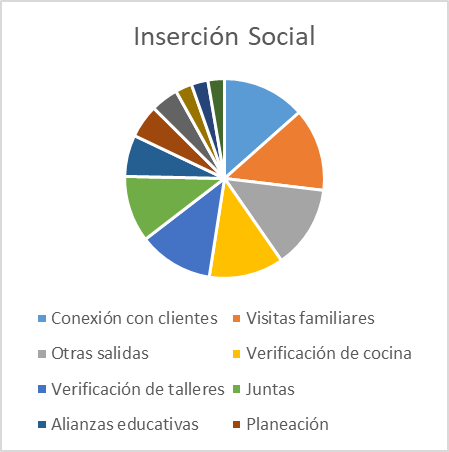 Inserción Social
Conexión con clientes
Visitas familiares
Otras salidas
Verificación de cocina
Verificación de talleres
Juntas
Alianzas educativas
Planeación